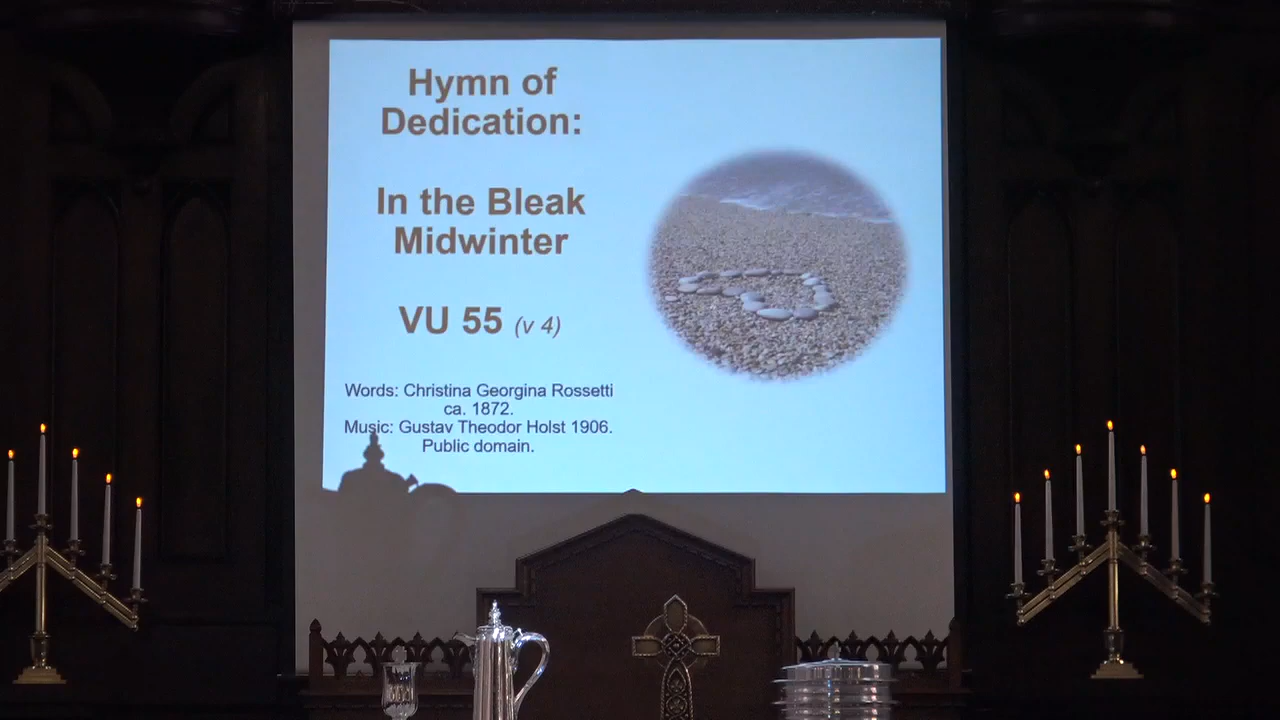 Hymn of
Dedication:
In the Bleak
Midwinter
VU 55 (v 4)
Words: Christina Georgina Rossetti
ca. 1872.
Music: Gustav Theodor Holst 1906.
Public domain.